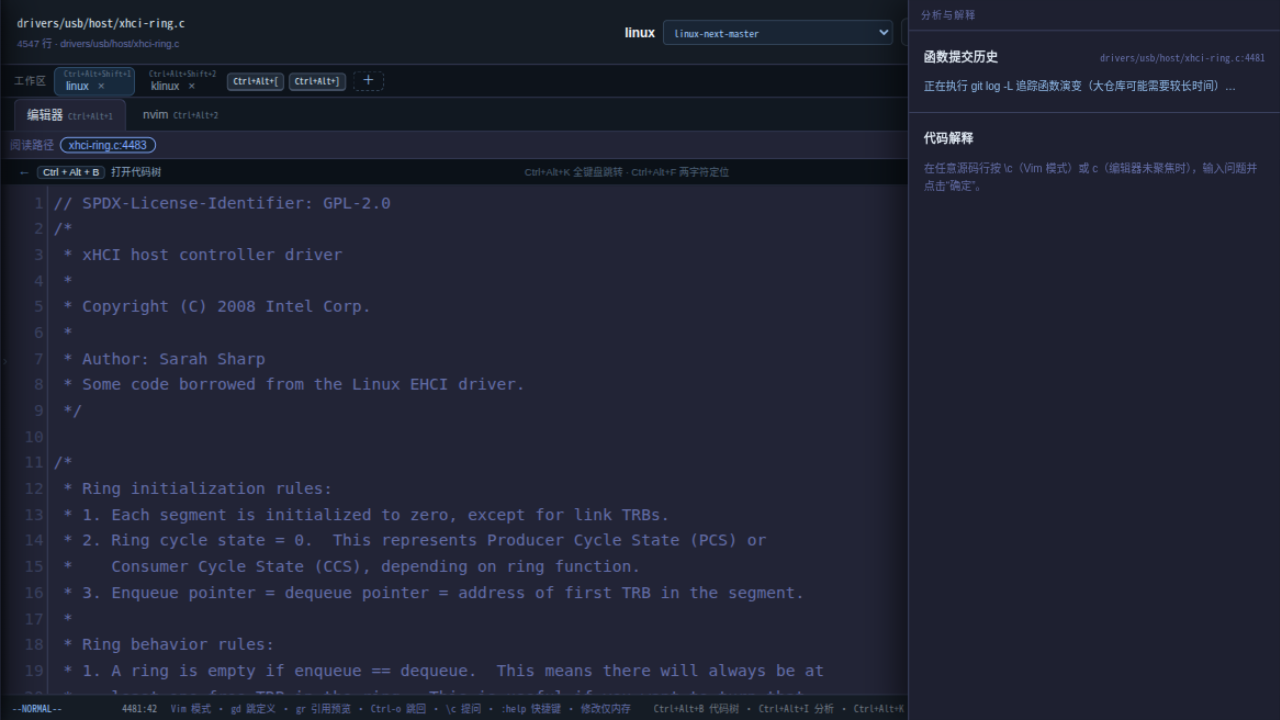 drivers/usb/host/xhci-ring.c
4547 行 · drivers/usb/host/xhci-ring.c
linux linux-next-master
工作区 Ctrl+Alt+Shift+1 linux × Ctrl+Alt+Shift+2 klinux × Ctrl+Alt+[ Ctrl+Alt+] +
编辑器 Ctrl+Alt+1 nvim Ctrl+Alt+2
阅读路径 xhci-ring.c:4483
← Ctrl + Alt + B 打开代码树 Ctrl+Alt+K 全键盘跳转 · Ctrl+Alt+F 两字符定位
1 // SPDX-License-Identifier: GPL-2.0
2 /*
3 * xHCI host controller driver
4 *
5 * Copyright (C) 2008 Intel Corp.
6 *
7 * Author: Sarah Sharp
8 * Some code borrowed from the Linux EHCI driver.
9 */
10
11 /*
12 * Ring initialization rules:
13 * 1. Each segment is initialized to zero, except for link TRBs.
14 * 2. Ring cycle state = 0.  This represents Producer Cycle State (PCS) or
15 *    Consumer Cycle State (CCS), depending on ring function.
16 * 3. Enqueue pointer = dequeue pointer = address of first TRB in the segment.
17 *
18 * Ring behavior rules:
19 * 1. A ring is empty if enqueue == dequeue.  This means there will always be at
--NORMAL-- 4481:42 Vim 模式 · gd 跳定义 · gr 引用预览 · Ctrl-o 跳回 · \c 提问 · :help 快捷键 · 修改仅内存 Ctrl+Alt+B 代码树 · Ctrl+Alt+I 分析 · Ctrl+Alt+K
分析与解释
函数提交历史 drivers/usb/host/xhci-ring.c:4481
正在执行 git log -L 追踪函数演变（大仓库可能需要较长时间）…
代码解释
在任意源码行按 \c（Vim 模式）或 c（编辑器未聚焦时），输入问题并
点击“确定”。